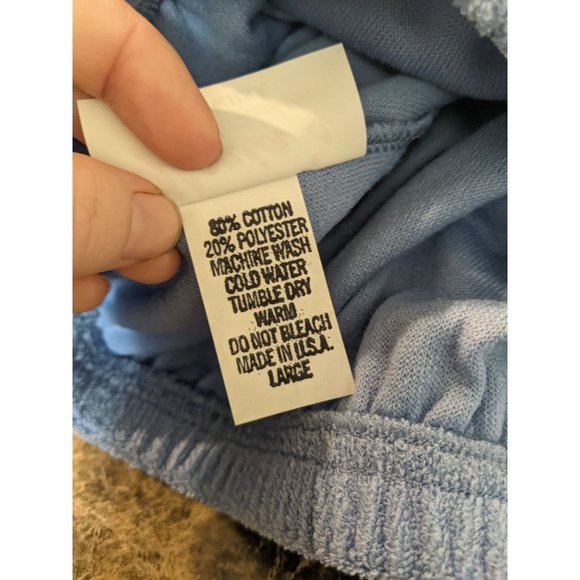 80% COTTON
20% POLYESTER
MACHINE WASH
COLD WATER
TUMBLE DRY
WARM
DO NOT BLEACH
MADE IN U.S.A.
LARGE